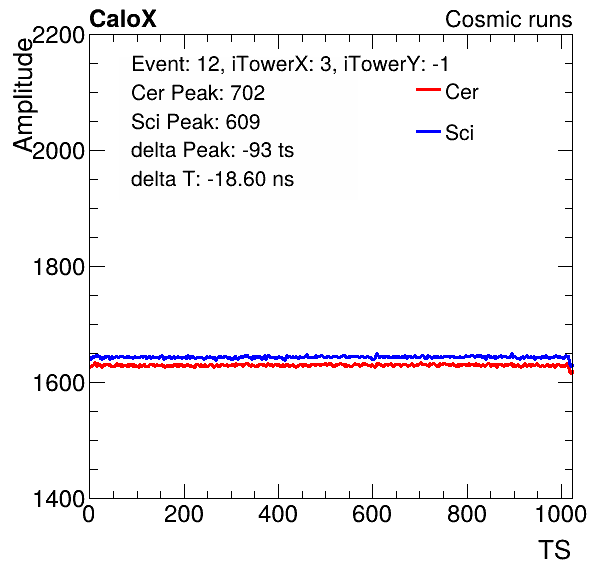 CaloX
Cosmic runs
Amplitude
2200
2000
1800
1600
1400
Event: 12, iTowerX: 3, iTowerY: -1
Cer Peak: 702
Sci Peak: 609
delta Peak: -93 ts
delta T: -18.60 ns
Cer
Sci
0 200 400 600 800 1000
TS